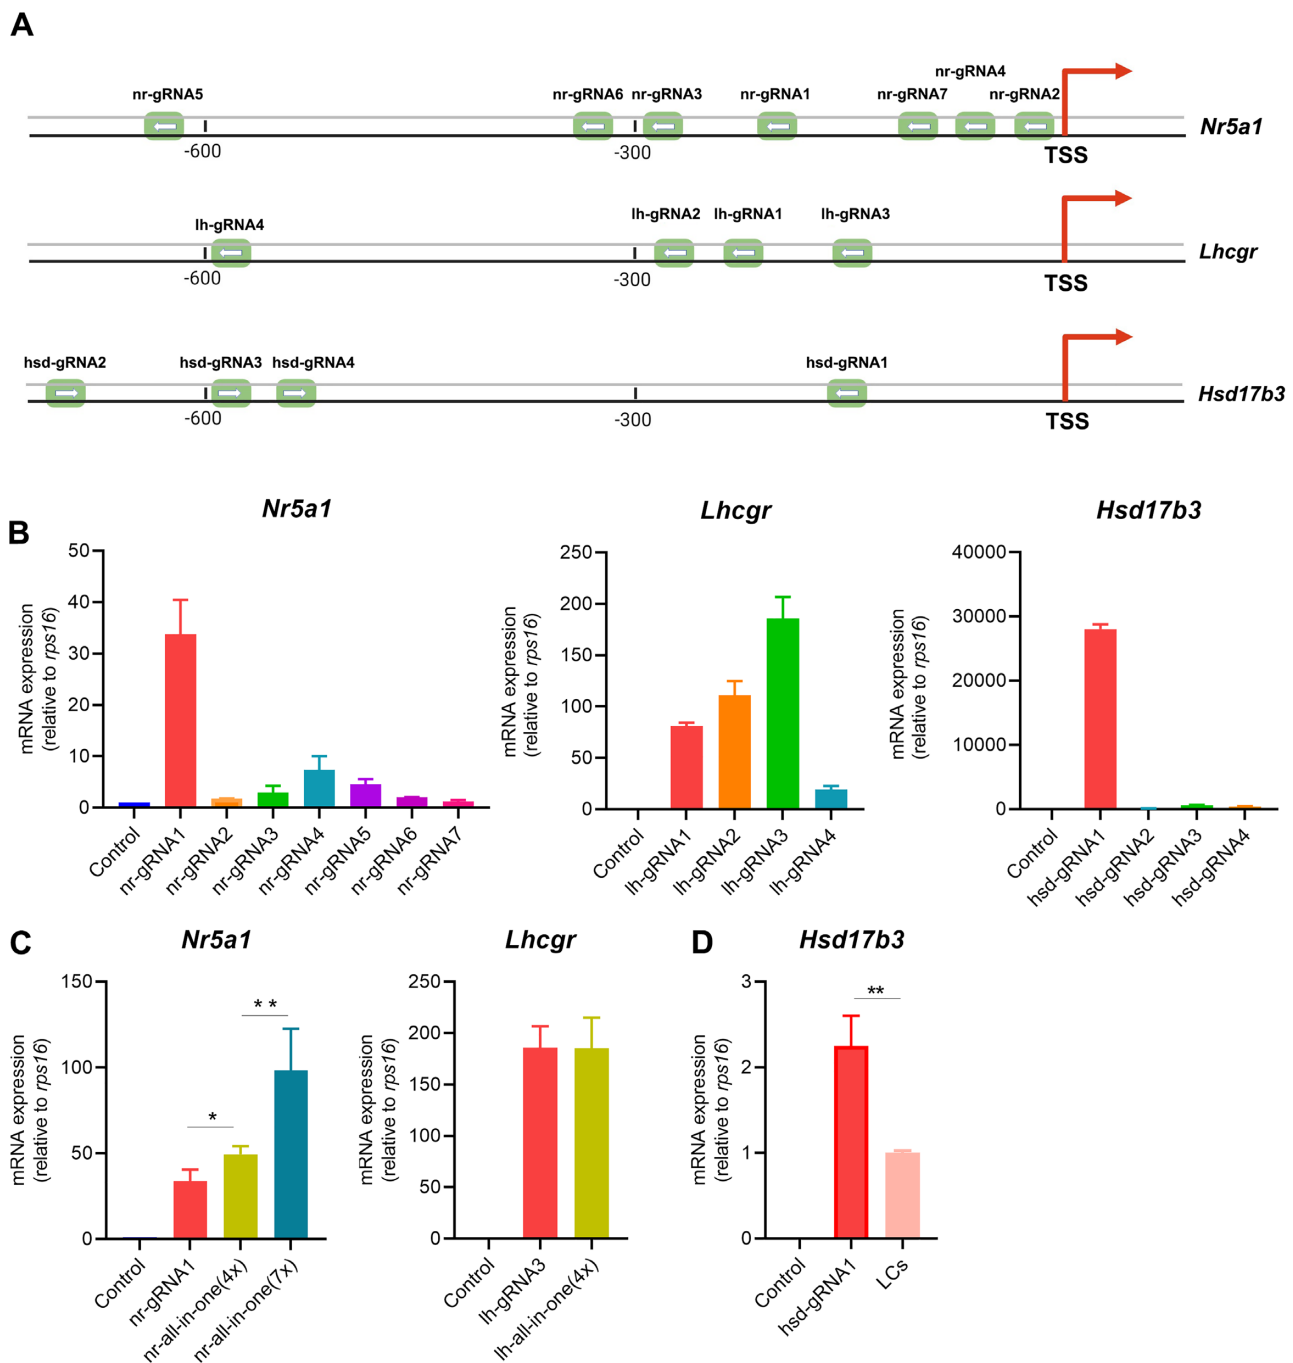 A
nr-gRNA4
nr-gRNA5
nr-gRNA6
nr-gRNA3
nr-gRNA1
nr-gRNA7
nr-gRNA2
-600
-300
TSS
Nr5a1
lh-gRNA4
lh-gRNA2
lh-gRNA1
lh-gRNA3
-600
-300
TSS
Lhcgr
hsd-gRNA2
hsd-gRNA3
hsd-gRNA4
hsd-gRNA1
-600
-300
TSS
Hsd17b3
B
Nr5a1
mRNA expression
(relative to rps16)
50
40
30
20
10
0
Control
nr-gRNA1
nr-gRNA2
nr-gRNA3
nr-gRNA4
nr-gRNA5
nr-gRNA6
nr-gRNA7
Lhcgr
mRNA expression
(relative to rps16)
250
200
150
100
50
0
Control
lh-gRNA1
lh-gRNA2
lh-gRNA3
lh-gRNA4
Hsd17b3
mRNA expression
(relative to rps16)
40000
30000
20000
10000
0
Control
hsd-gRNA1
hsd-gRNA2
hsd-gRNA3
hsd-gRNA4
C
Nr5a1
mRNA expression
(relative to rps16)
150
100
50
0
*
* *
Control
nr-gRNA1
nr-all-in-one(4x)
nr-all-in-one(7x)
Lhcgr
mRNA expression
(relative to rps16)
250
200
150
100
50
0
Control
lh-gRNA3
lh-all-in-one(4x)
D
Hsd17b3
mRNA expression
(relative to rps16)
3
2
1
0
**
Control
hsd-gRNA1
LCs